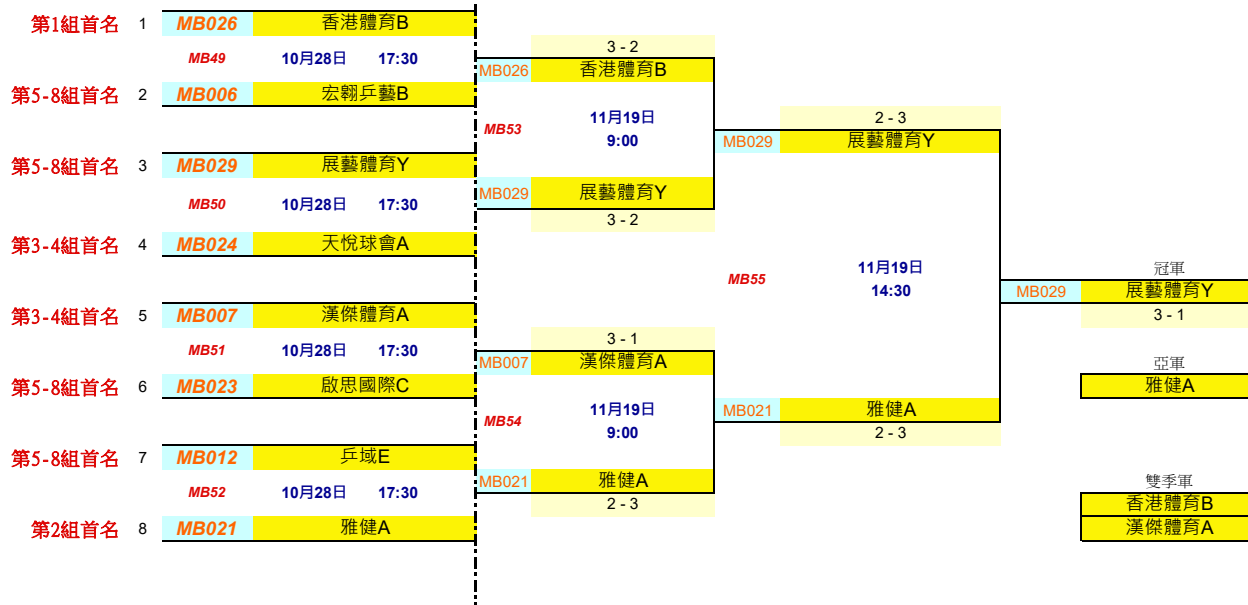 第1組首名 1 MB026 香港體育B
MB49 10月28日 17:30
第5-8組首名 2 MB006 宏翱乒藝B
第5-8組首名 3 MB029 展藝體育Y
MB50 10月28日 17:30
第3-4組首名 4 MB024 天悅球會A
第3-4組首名 5 MB007 漢傑體育A
MB51 10月28日 17:30
第5-8組首名 6 MB023 啟思國際C
第5-8組首名 7 MB012 乒域E
MB52 10月28日 17:30
第2組首名 8 MB021 雅健A
3 - 2
MB026 香港體育B
MB53 11月19日
9:00
MB029 展藝體育Y
3 - 2
3 - 1
MB007 漢傑體育A
MB54 11月19日
9:00
MB021 雅健A
2 - 3
2 - 3
MB029 展藝體育Y
MB55 11月19日
14:30
MB021 雅健A
2 - 3
冠軍
MB029 展藝體育Y
3 - 1
亞軍
雅健A
雙季軍
香港體育B
漢傑體育A